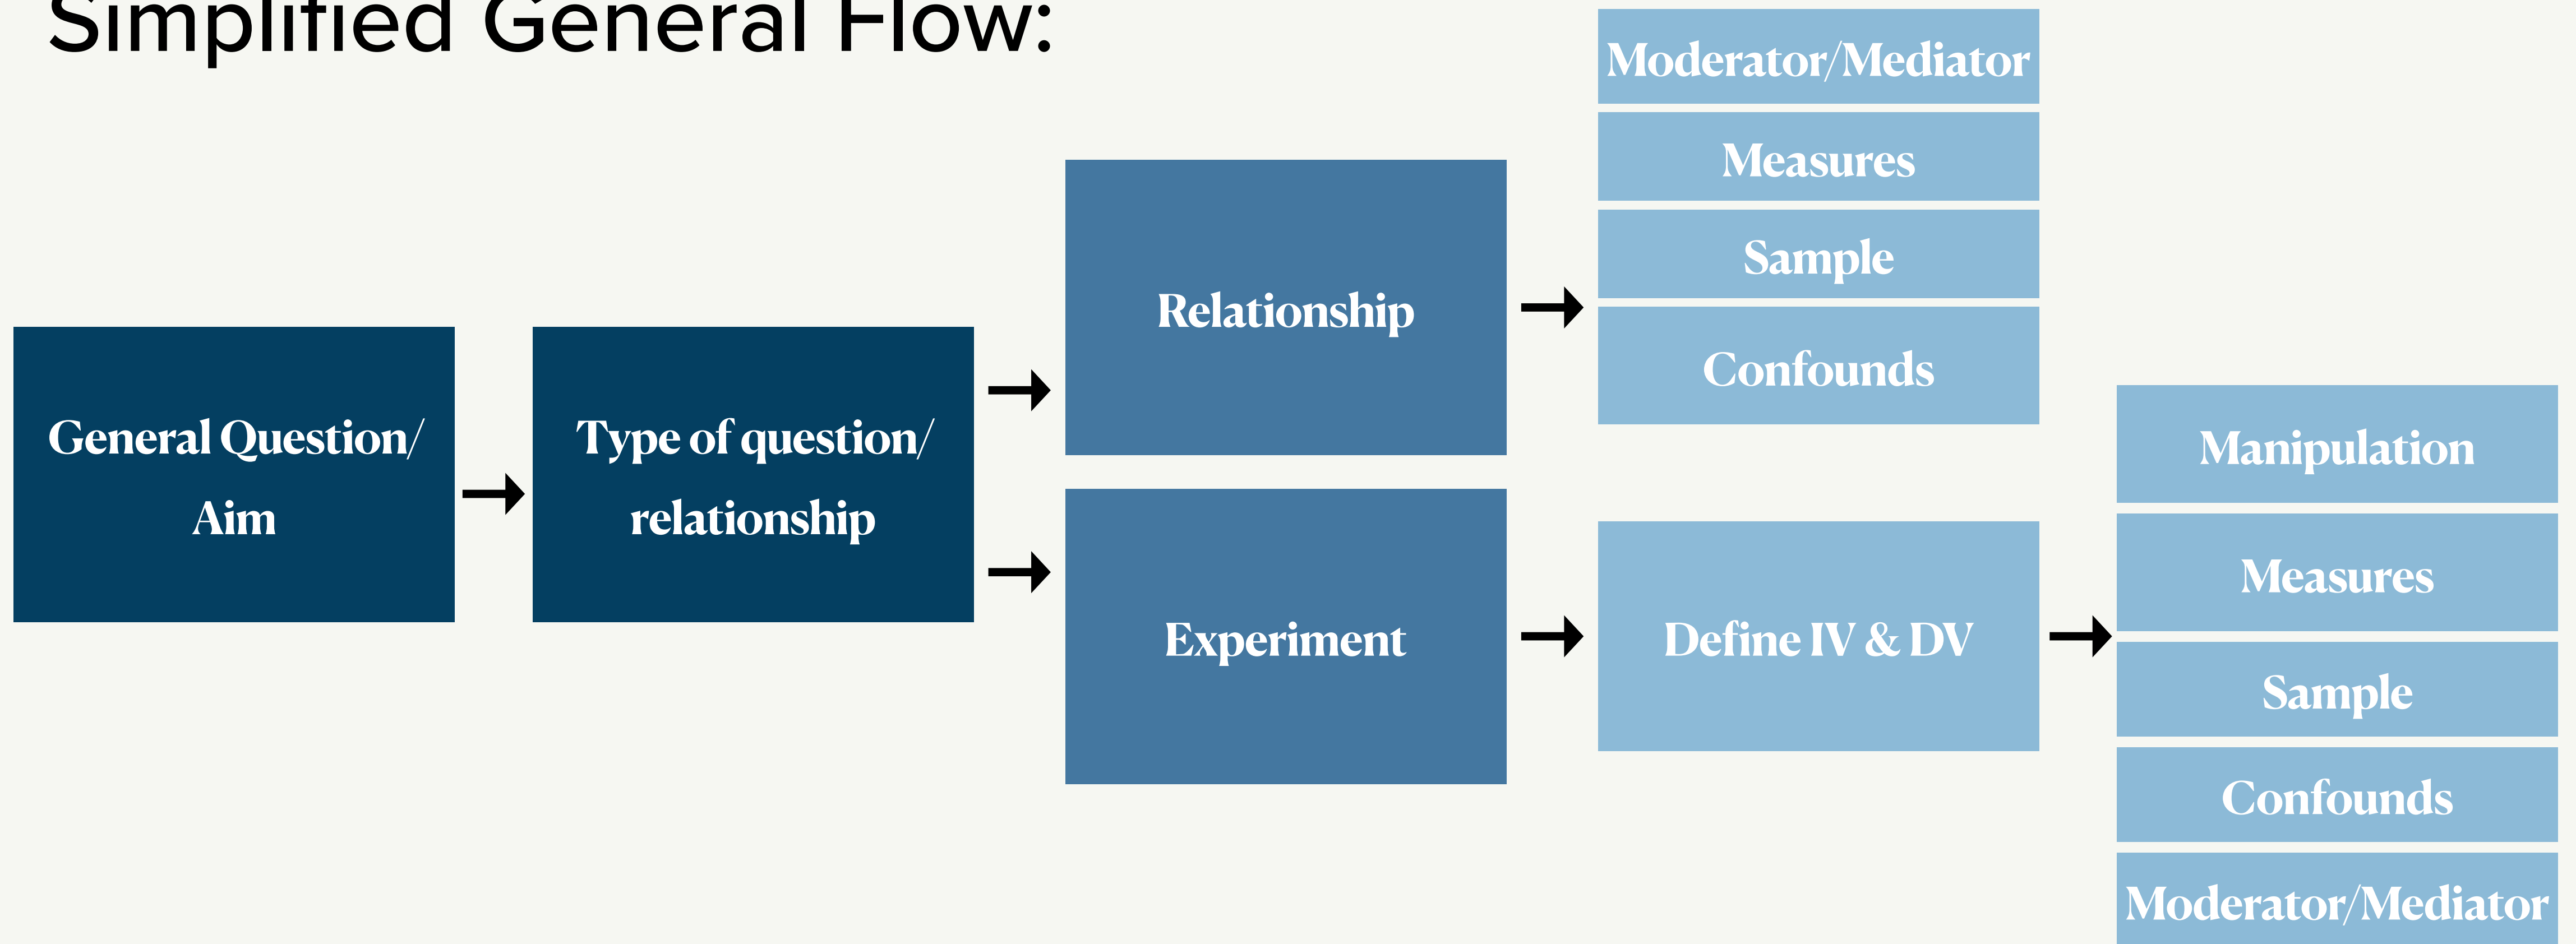 Simplified General Flow:
General Question/
Aim
Type of question/
relationship
Relationship
Moderator/Mediator
Measures
Sample
Confounds
Experiment
Define IV & DV
Manipulation
Measures
Sample
Confounds
Moderator/Mediator